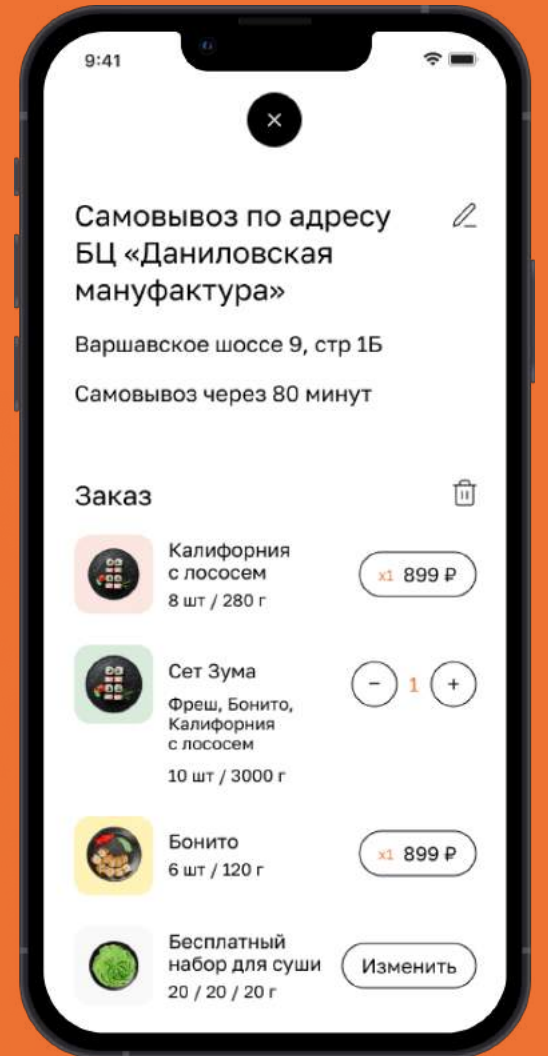 9:41
Самовывоз по адресу
БЦ «Даниловская
мануфактура»
Варшавское шоссе 9, стр 1Б
Самовывоз через 80 минут
Заказ
Калифорния
с лососем
8 шт / 280 г
x1 899 ₽
Сет Зума
Фреш, Бонито,
Калифорния
с лососем
10 шт / 3000 г
− 1 +
Бонито
6 шт / 120 г
x1 899 ₽
Бесплатный
набор для суши
20 / 20 / 20 г
Изменить